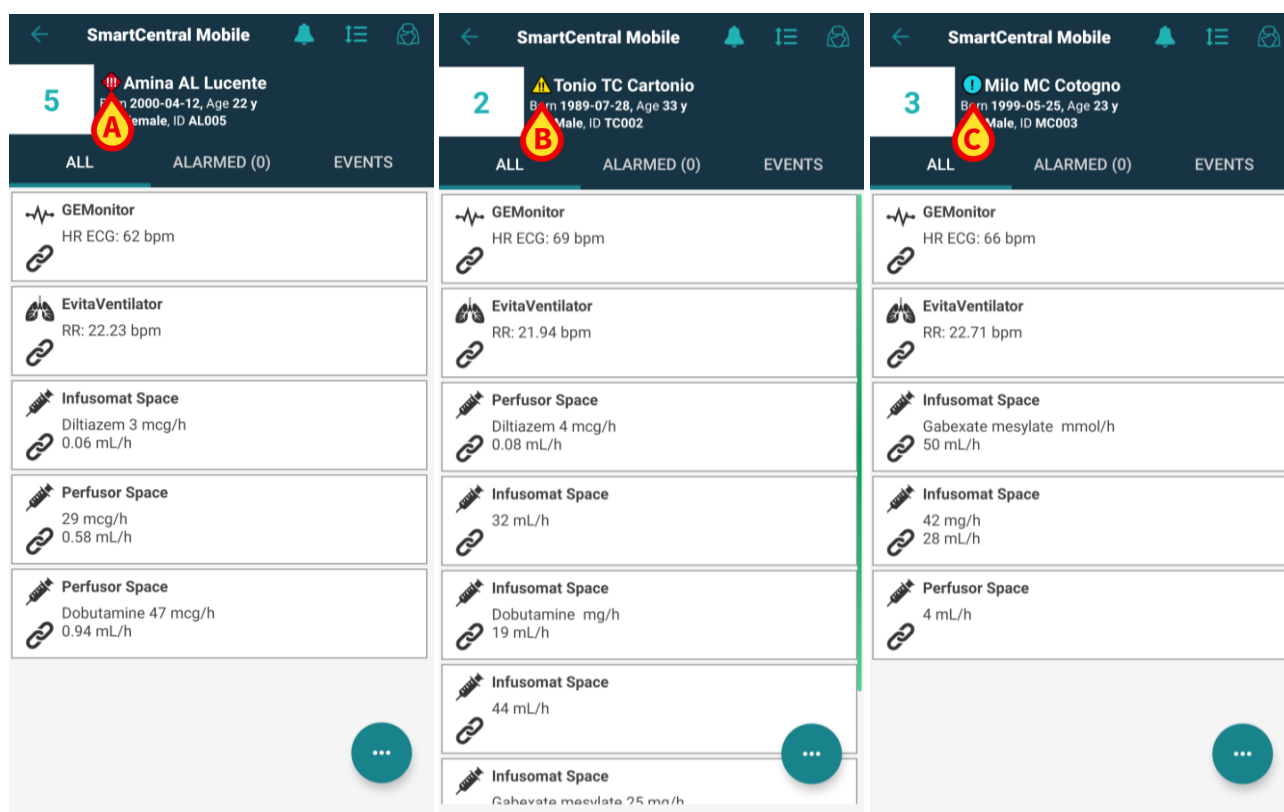 SmartCentral Mobile
5
!!! Amina AL Lucente
Born 2000-04-12, Age 22 y
Female, ID AL005
A
ALL ALARMED (0) EVENTS
GEMonitor
HR ECG: 62 bpm
EvitaVentilator
RR: 22.23 bpm
Infusomat Space
Diltiazem 3 mcg/h
0.06 mL/h
Perfusor Space
29 mcg/h
0.58 mL/h
Perfusor Space
Dobutamine 47 mcg/h
0.94 mL/h
...
SmartCentral Mobile
2
!! Tonio TC Cartonio
Born 1989-07-28, Age 33 y
Male, ID TC002
B
ALL ALARMED (0) EVENTS
GEMonitor
HR ECG: 69 bpm
EvitaVentilator
RR: 21.94 bpm
Perfusor Space
Diltiazem 4 mcg/h
0.08 mL/h
Infusomat Space
32 mL/h
Infusomat Space
Dobutamine mg/h
19 mL/h
Infusomat Space
44 mL/h
...
Infusomat Space
Gabexate mesylate 25 mg/h
SmartCentral Mobile
3
! Milo MC Cotogno
Born 1999-05-25, Age 23 y
Male, ID MC003
C
ALL ALARMED (0) EVENTS
GEMonitor
HR ECG: 66 bpm
EvitaVentilator
RR: 22.71 bpm
Infusomat Space
Gabexate mesylate mmol/h
50 mL/h
Infusomat Space
42 mg/h
28 mL/h
Perfusor Space
4 mL/h
...